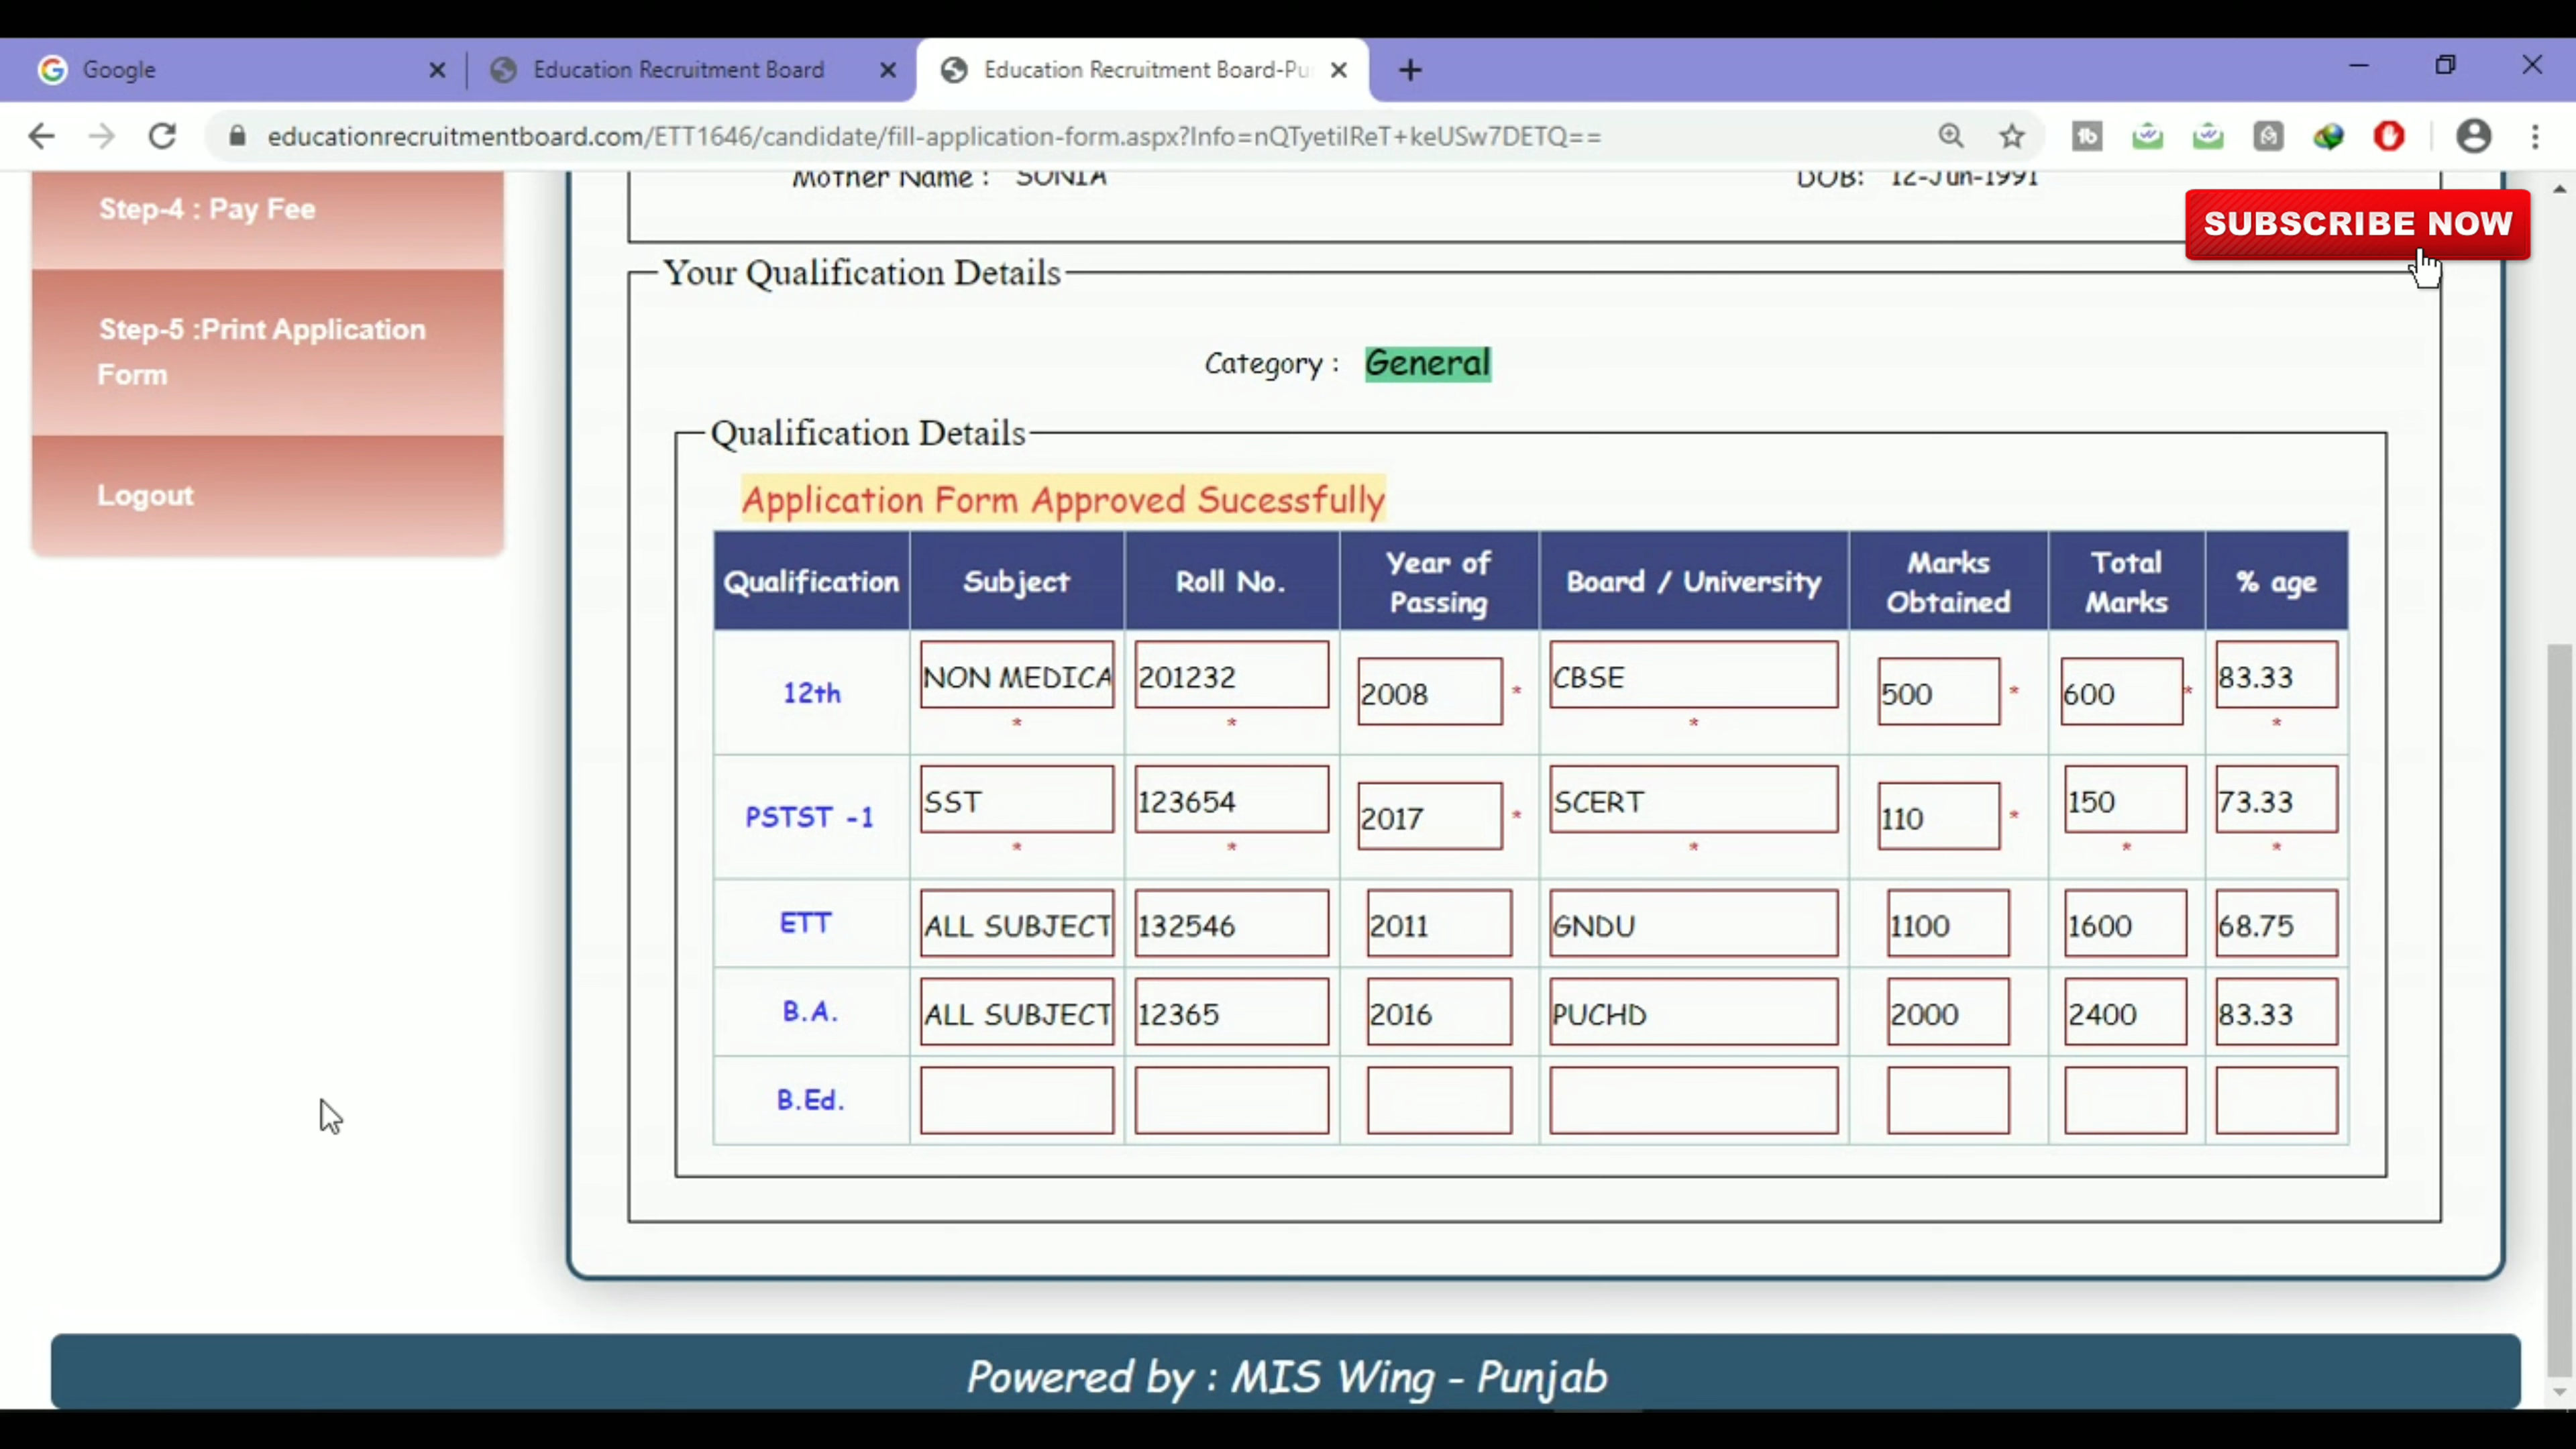 Google
Education Recruitment Board
Education Recruitment Board-Pu
educationrecruitmentboard.com/ETT1646/candidate/fill-application-form.aspx?Info=nQTyetiIReT+keUSw7DETQ==
Mother Name : SONIA
DOB: 12-Jun-1991
SUBSCRIBE NOW
Step-4 : Pay Fee
Step-5 :Print Application
Form
Logout
Your Qualification Details
Category : General
Qualification Details
Application Form Approved Sucessfully
Qualification Subject Roll No. Year of Passing Board / University Marks Obtained Total Marks % age
12th NON MEDICA * 201232 * 2008 * CBSE * 500 * 600 * 83.33 *
PSTST -1 SST * 123654 * 2017 * SCERT * 110 * 150 * 73.33 *
ETT ALL SUBJECT 132546 2011 GNDU 1100 1600 68.75
B.A. ALL SUBJECT 12365 2016 PUCHD 2000 2400 83.33
B.Ed.
Powered by : MIS Wing - Punjab